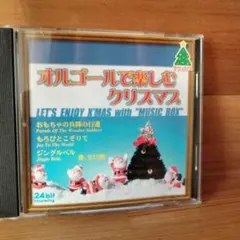 オルゴールで楽しむ
クリスマス
LET'S ENJOY X'MAS with "MUSIC BOX"
おもちゃの兵隊の行進
Parade Of The Wooden Soldiers
もろびとこぞりて
Joy To The World
ジングルベル
Jingle Bells
24bit